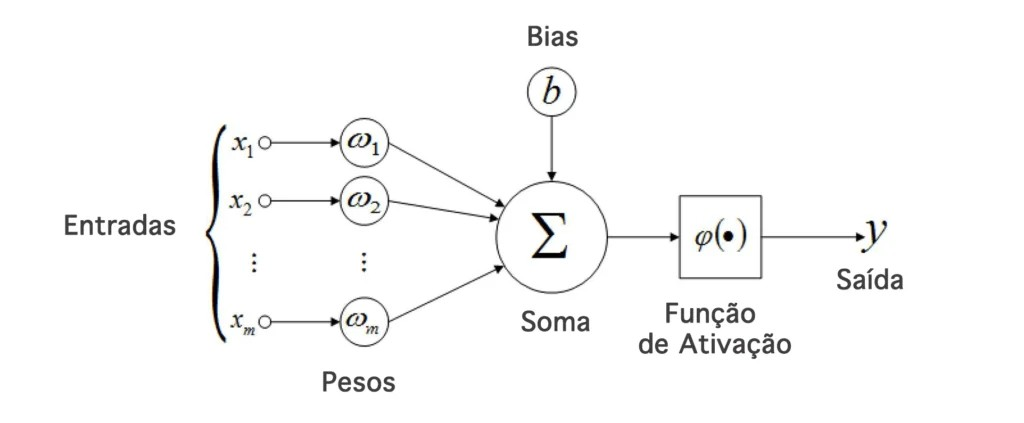 Bias
b
x₁ ω₁
x₂ ω₂
Entradas
⋮ ⋮
Σ
φ(•)
y
Saída
xₘ ωₘ
Soma
Função
de Ativação
Pesos